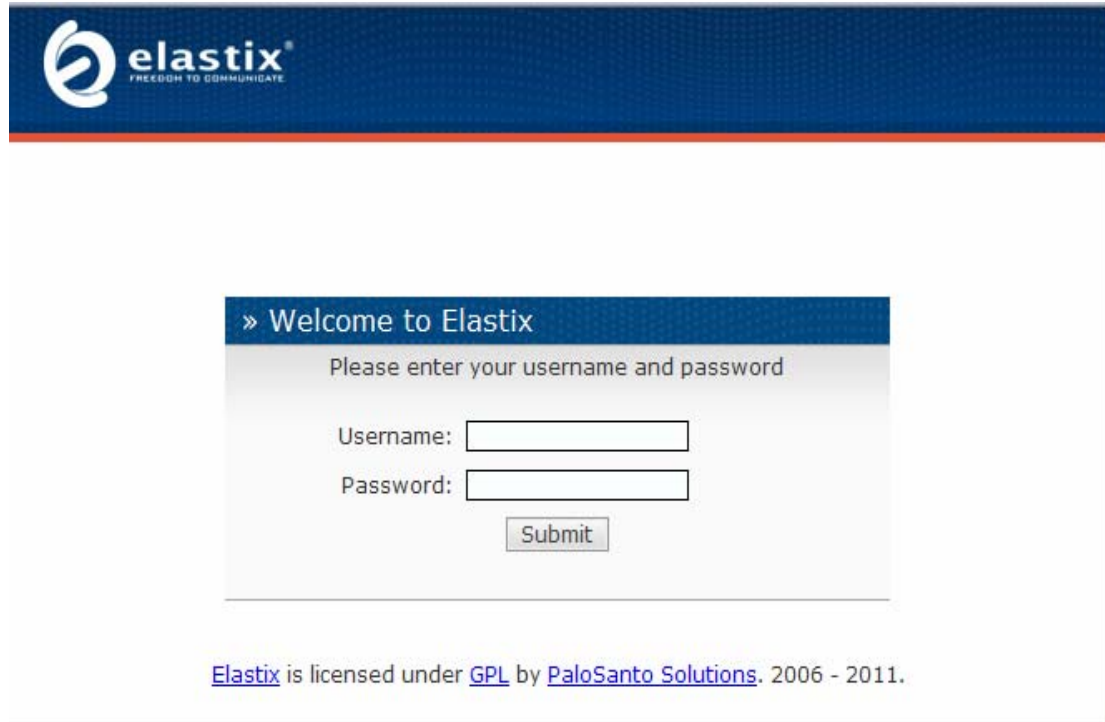 elastix®
FREEDOM TO COMMUNICATE
» Welcome to Elastix
Please enter your username and password
Username:
Password:
Submit
Elastix is licensed under GPL by PaloSanto Solutions. 2006 - 2011.